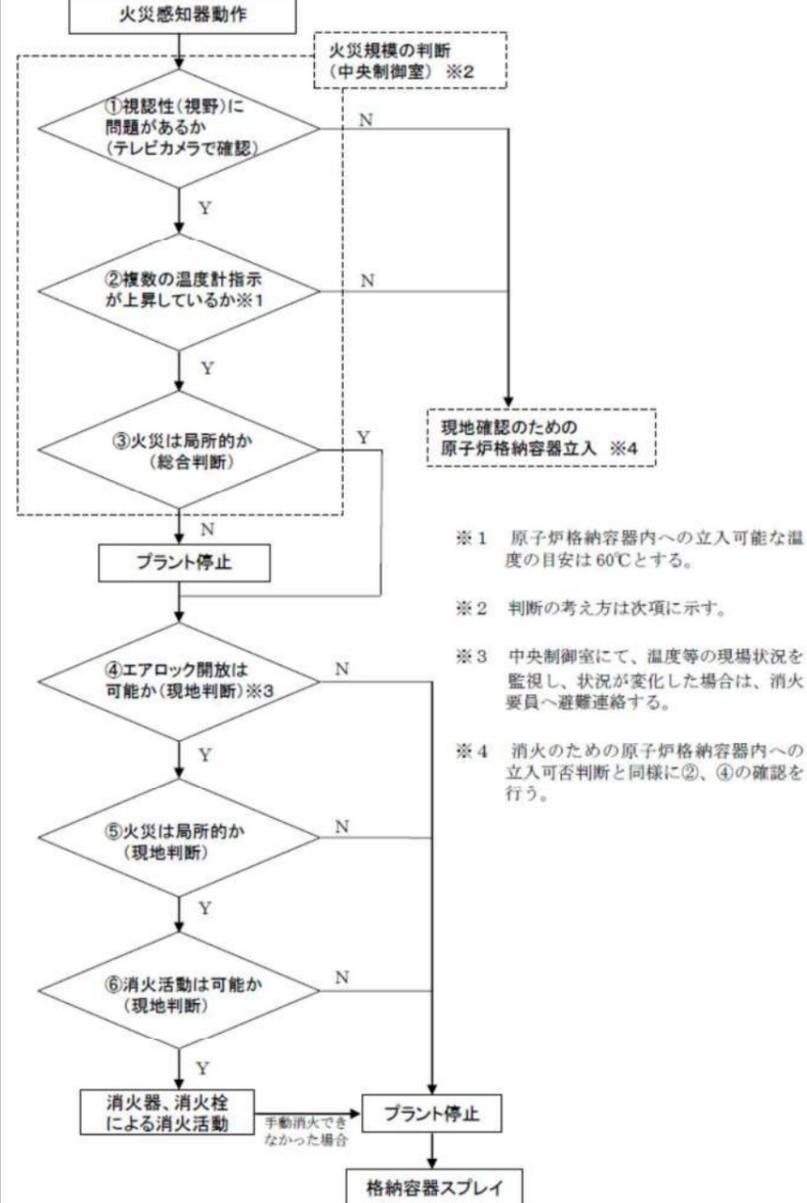 火災感知器動作
火災規模の判断
(中央制御室) ※2
①視認性(視野)に
問題があるか
(テレビカメラで確認)
N
Y
②複数の温度計指示
が上昇しているか※1
N
Y
③火災は局所的か
(総合判断)
Y
現地確認のための
原子炉格納容器立入 ※4
N
プラント停止
※1 原子炉格納容器内への立入可能な温
度の目安は60℃とする。
※2 判断の考え方は次項に示す。
※3 中央制御室にて、温度等の現場状況を
監視し、状況が変化した場合は、消火
要員へ避難連絡する。
※4 消火のための原子炉格納容器内への
立入可否判断と同様に②、④の確認を
行う。
④エアロック開放は
可能か(現地判断)※3
N
Y
⑤火災は局所的か
(現地判断)
N
Y
⑥消火活動は可能か
(現地判断)
N
Y
消火器、消火栓
による消火活動
手動消火でき
なかった場合
プラント停止
格納容器スプレイ